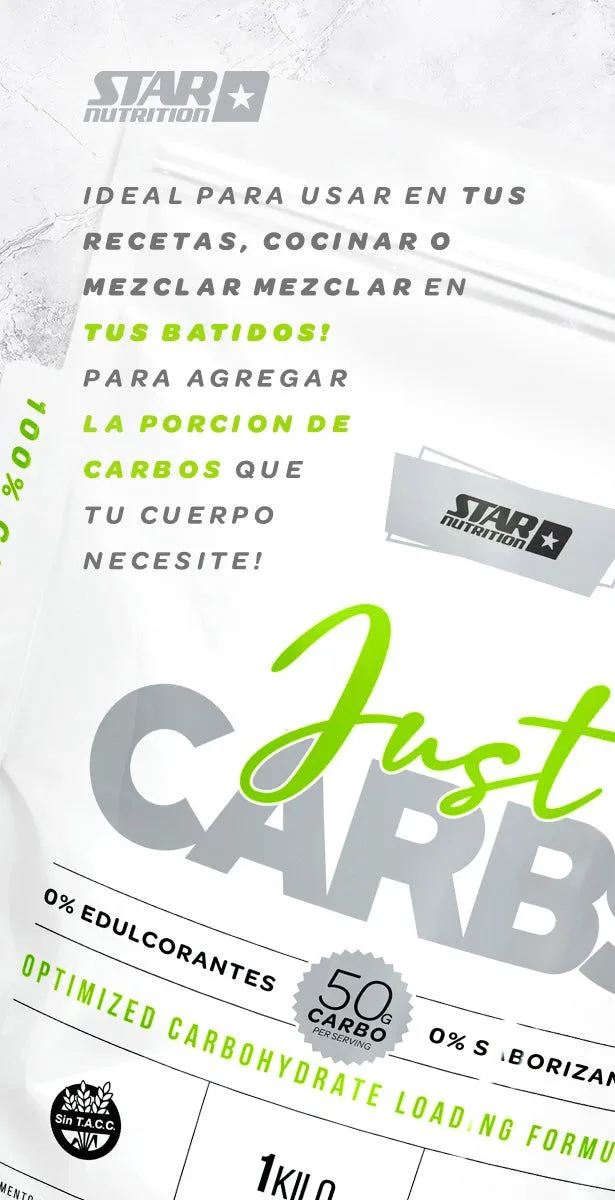 STAR
NUTRITION
IDEAL PARA USAR EN TUS
RECETAS, COCINAR O
MEZCLAR MEZCLAR EN
TUS BATIDOS!
PARA AGREGAR
LA PORCION DE
CARBOS QUE
TU CUERPO
NECESITE!
100%
STAR
NUTRITION
Just
CARBS
0% EDULCORANTES
50G
CARBO
PER SERVING
0% S
OPTIMIZED CARBOHYDRATE LOADING
Sin T.A.C.C.
1KILO